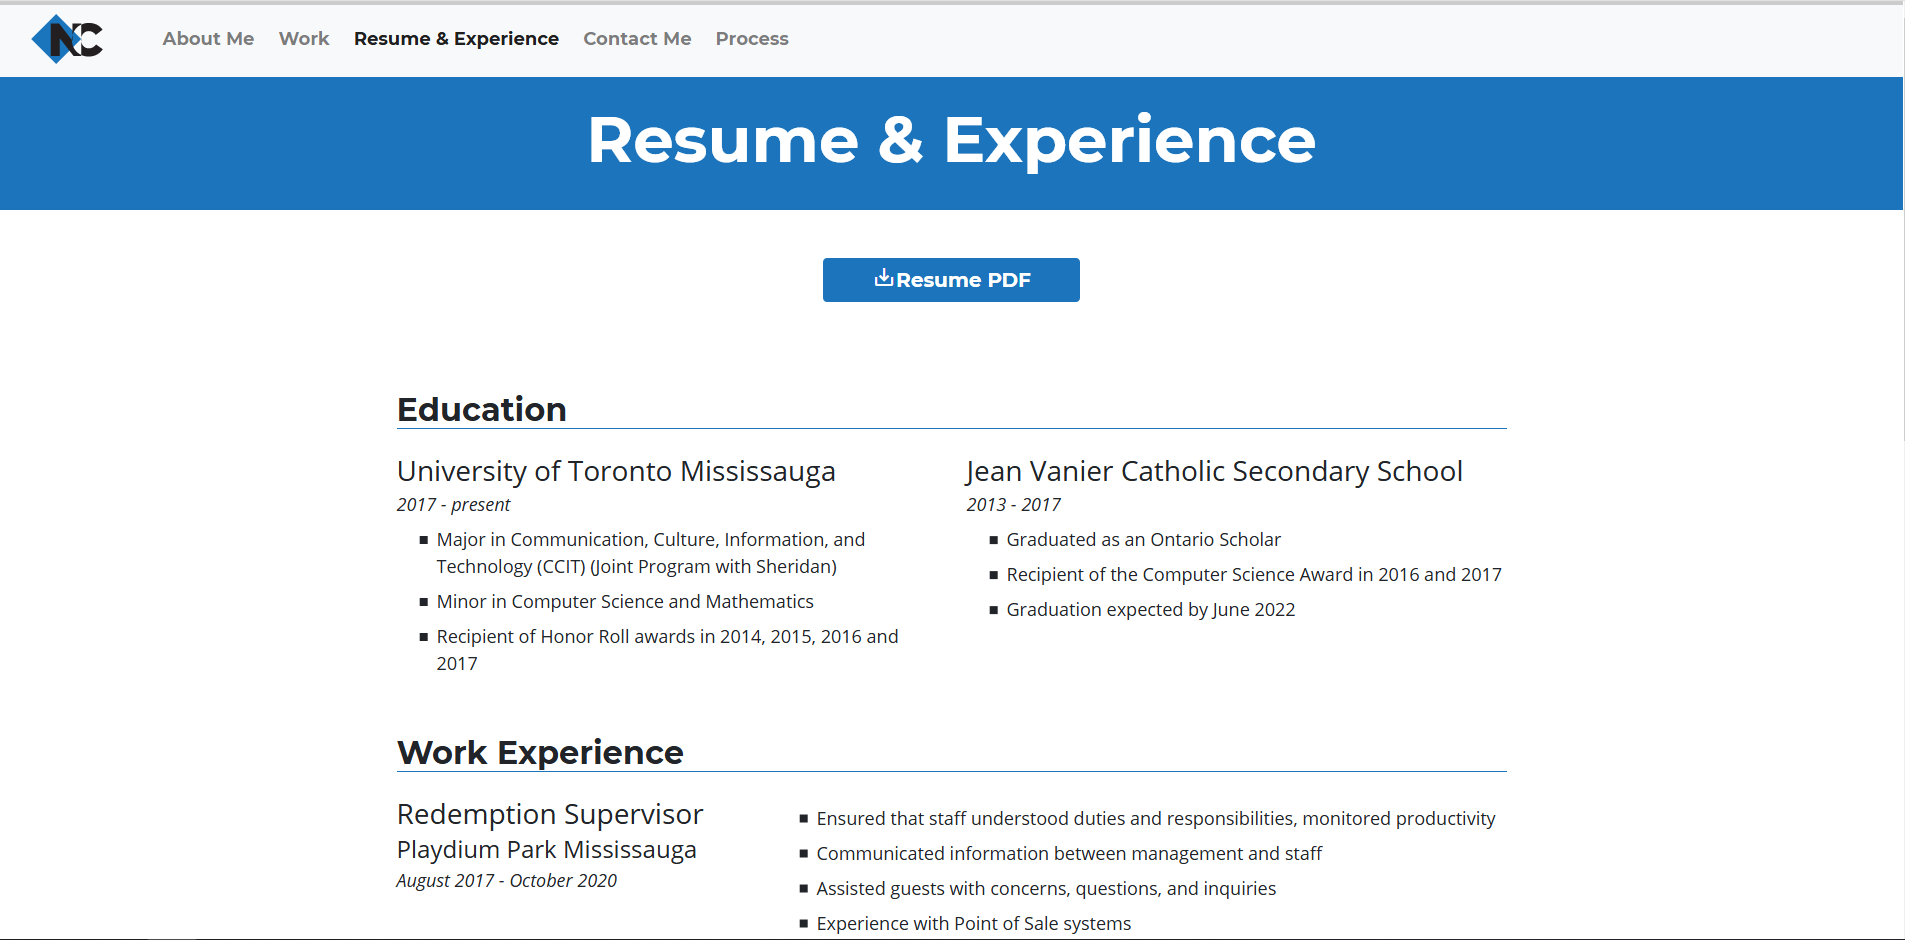 NC
About Me Work Resume & Experience Contact Me Process
Resume & Experience
Resume PDF
Education
University of Toronto Mississauga
2017 - present
Major in Communication, Culture, Information, and
Technology (CCIT) (Joint Program with Sheridan)
Minor in Computer Science and Mathematics
Recipient of Honor Roll awards in 2014, 2015, 2016 and
2017
Jean Vanier Catholic Secondary School
2013 - 2017
Graduated as an Ontario Scholar
Recipient of the Computer Science Award in 2016 and 2017
Graduation expected by June 2022
Work Experience
Redemption Supervisor
Playdium Park Mississauga
August 2017 - October 2020
Ensured that staff understood duties and responsibilities, monitored productivity
Communicated information between management and staff
Assisted guests with concerns, questions, and inquiries
Experience with Point of Sale systems